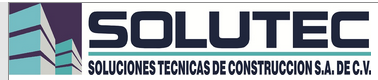 SOLUTEC
SOLUCIONES TECNICAS DE CONSTRUCCION S.A. DE C.V.